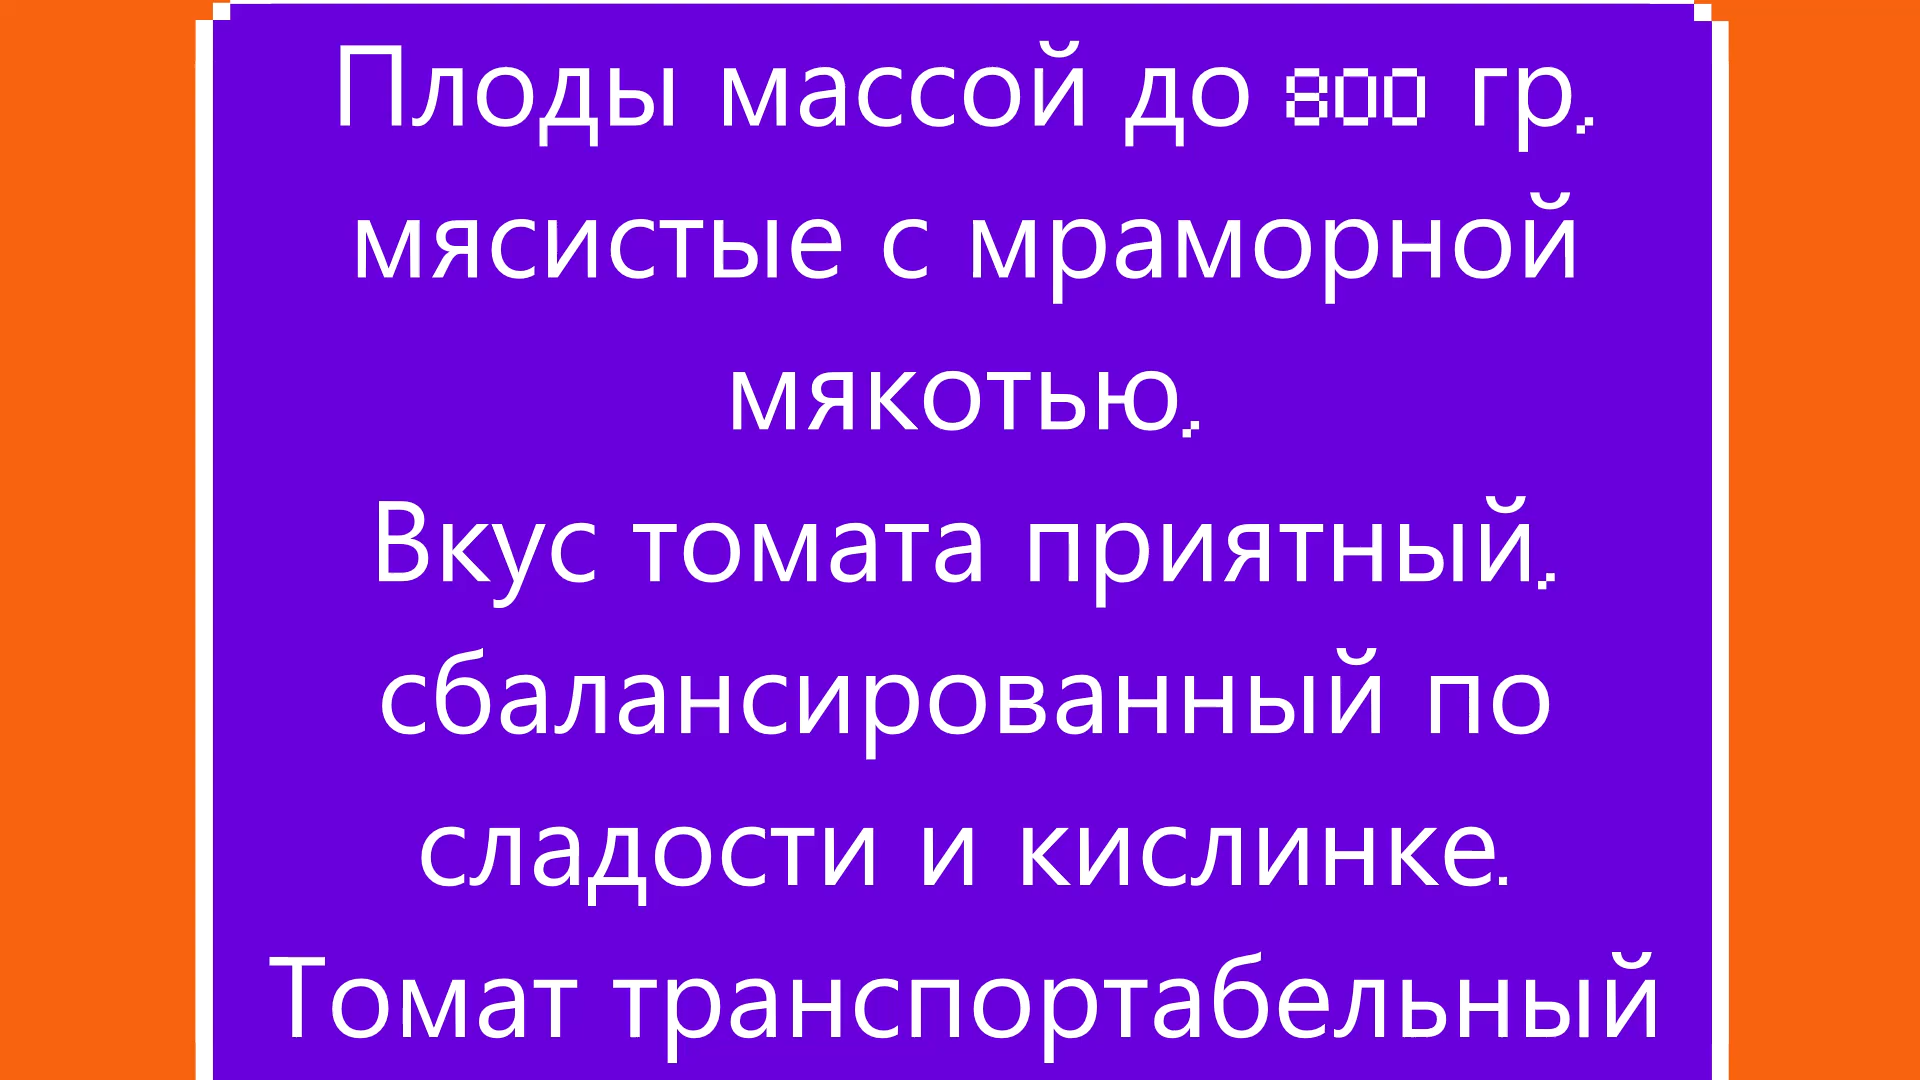 Плоды массой до 800 гр,
мясистые с мраморной
мякотью,
Вкус томата приятный,
сбалансированный по
сладости и кислинке.
Томат транспортабельный